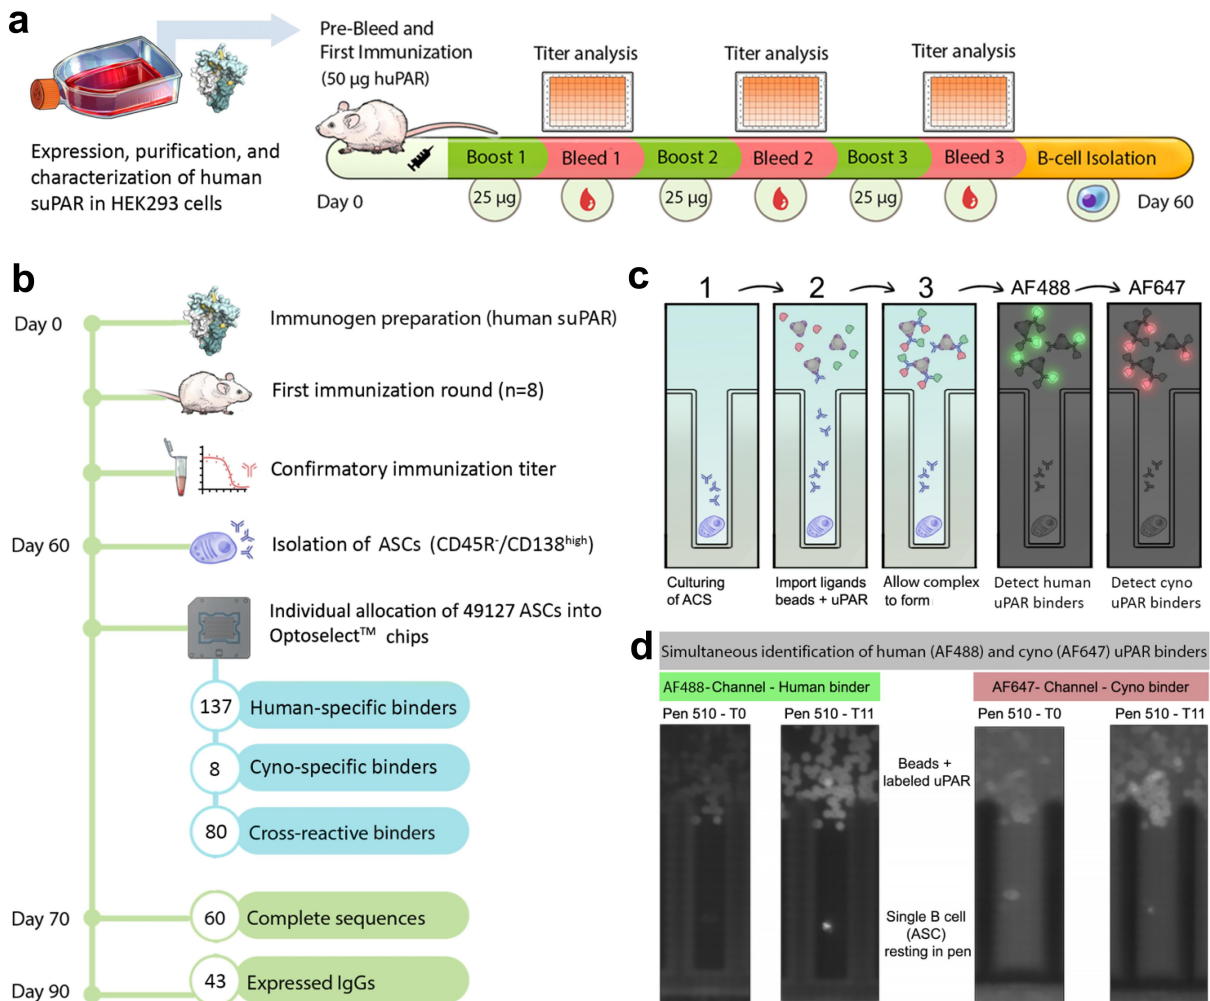 a
Pre-Bleed and
First Immunization
(50 µg huPAR)
Titer analysis
Titer analysis
Titer analysis
Expression, purification, and
characterization of human
suPAR in HEK293 cells
Boost 1
Bleed 1
Boost 2
Bleed 2
Boost 3
Bleed 3
B-cell Isolation
Day 0
25 µg
25 µg
25 µg
Day 60
b
Day 0
Immunogen preparation (human suPAR)
First immunization round (n=8)
Confirmatory immunization titer
Day 60
Isolation of ASCs (CD45R-/CD138high)
Individual allocation of 49127 ASCs into
Optoselect™ chips
137 Human-specific binders
8 Cyno-specific binders
80 Cross-reactive binders
Day 70
60 Complete sequences
Day 90
43 Expressed IgGs
c
1
2
3
AF488
AF647
Culturing
of ACS
Import ligands
beads + uPAR
Allow complex
to form
Detect human
uPAR binders
Detect cyno
uPAR binders
d
Simultaneous identification of human (AF488) and cyno (AF647) uPAR binders
AF488-Channel - Human binder
AF647- Channel - Cyno binder
Pen 510 - T0
Pen 510 - T11
Pen 510 - T0
Pen 510 - T11
Beads +
labeled uPAR
Single B cell
(ASC)
resting in pen